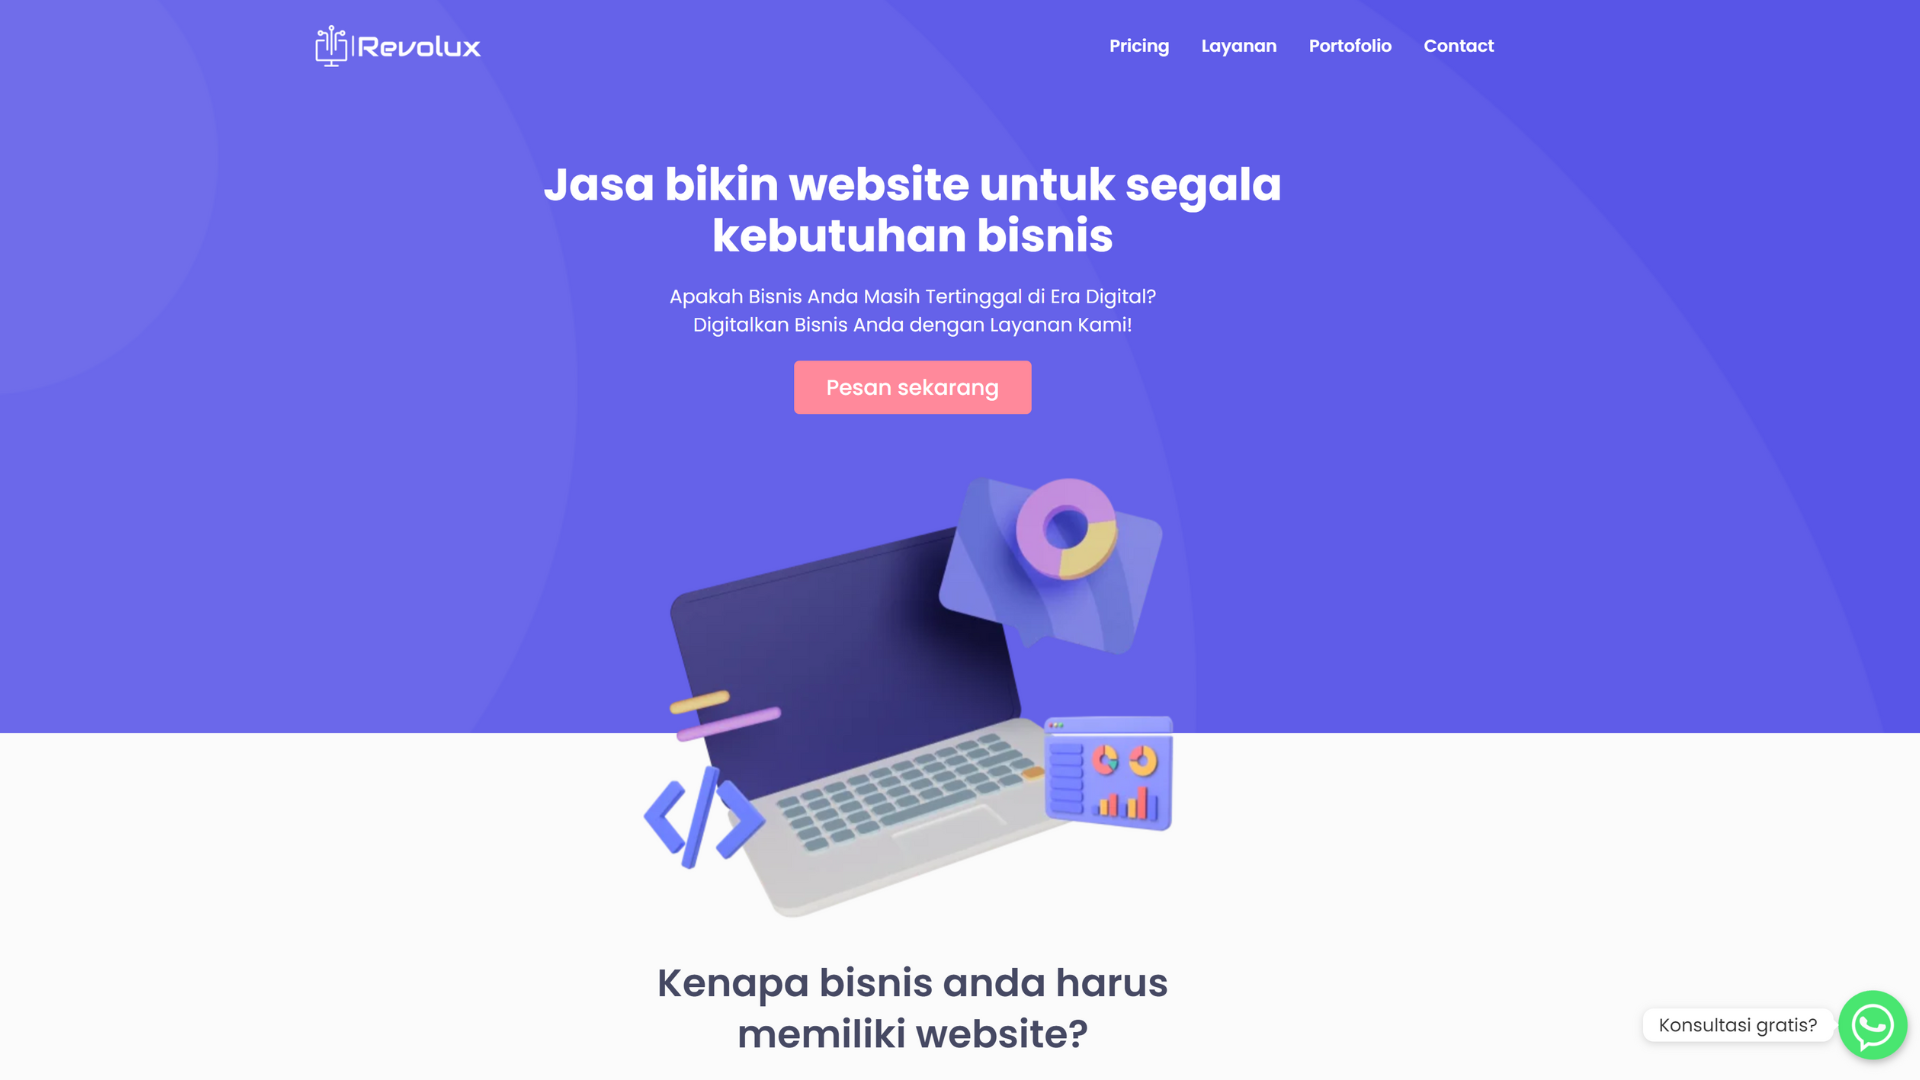 Revolux
Pricing
Layanan
Portofolio
Contact
Jasa bikin website untuk segala
kebutuhan bisnis
Apakah Bisnis Anda Masih Tertinggal di Era Digital?
Digitalkan Bisnis Anda dengan Layanan Kami!
Pesan sekarang
Kenapa bisnis anda harus
memiliki website?
Konsultasi gratis?